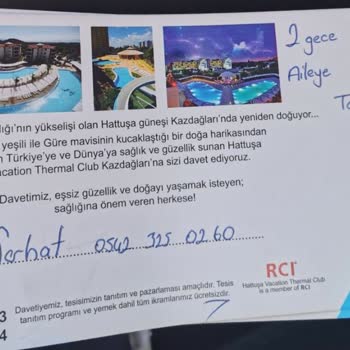 2 gece
Aileye
lığı'nın yükselişi olan Hattuşa güneşi Kazdağları'nda yeniden doğuyor...
yeşili ile Güre mavisinin kucaklaştığı bir doğa harikasından
Türkiye'ye ve Dünya'ya sağlık ve güzellik sunan Hattuşa
acation Thermal Club Kazdağları'na sizi davet ediyoruz.
Davetimiz, eşsiz güzellik ve doğayı yaşamak isteyen;
sağlığına önem veren herkese!
Serhat 0542 325 02 60
RCI
Hattuşa Vacation Thermal Club
is a member of RCI
3 Davetiyemiz, tesisimizin tanıtım ve pazarlaması amaçlıdır. Tesis
4 tanıtım programı ve yemek dahil tüm ikramlarımız ücretsizdir.